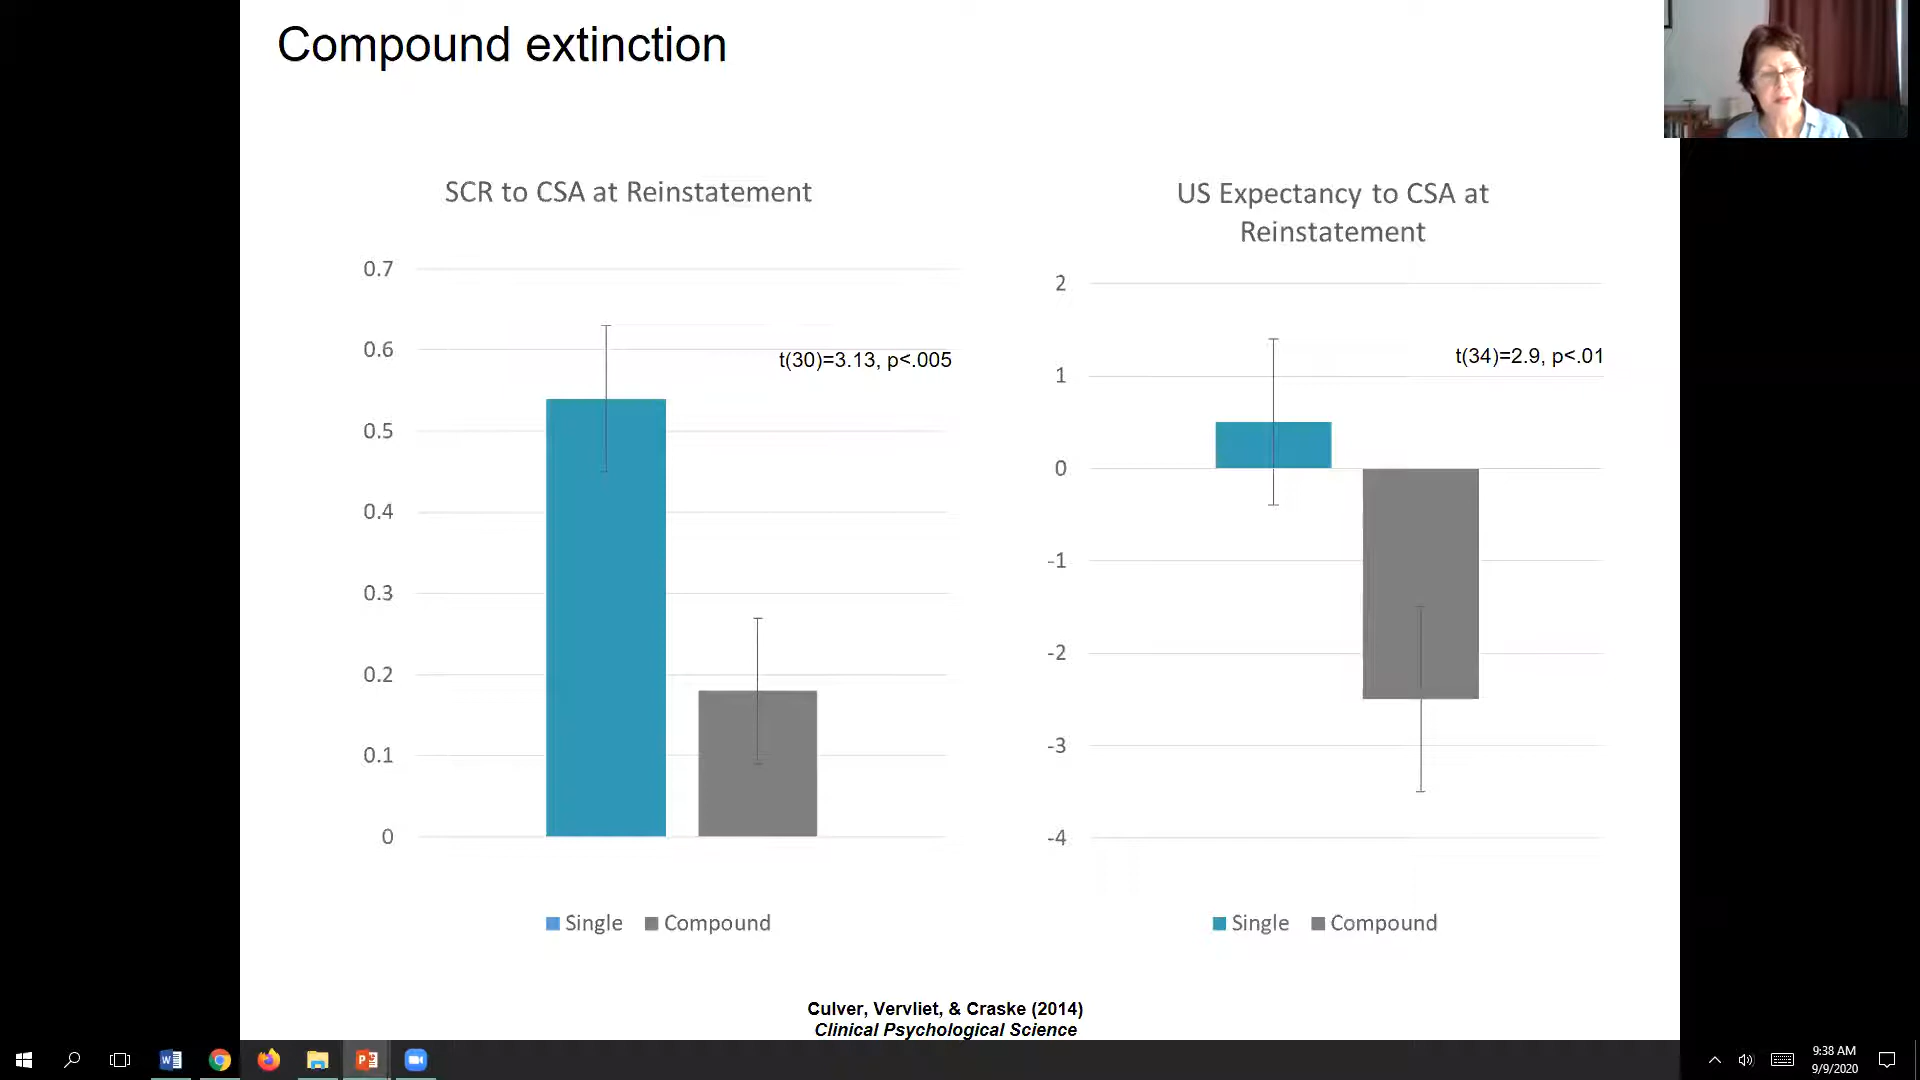 Compound extinction
SCR to CSA at Reinstatement
0.7
0.6
0.5
0.4
0.3
0.2
0.1
0
t(30)=3.13, p<.005
Single
Compound
US Expectancy to CSA at
Reinstatement
2
1
0
-1
-2
-3
-4
t(34)=2.9, p<.01
Single
Compound
Culver, Vervliet, & Craske (2014)
Clinical Psychological Science
9:38 AM
9/9/2020